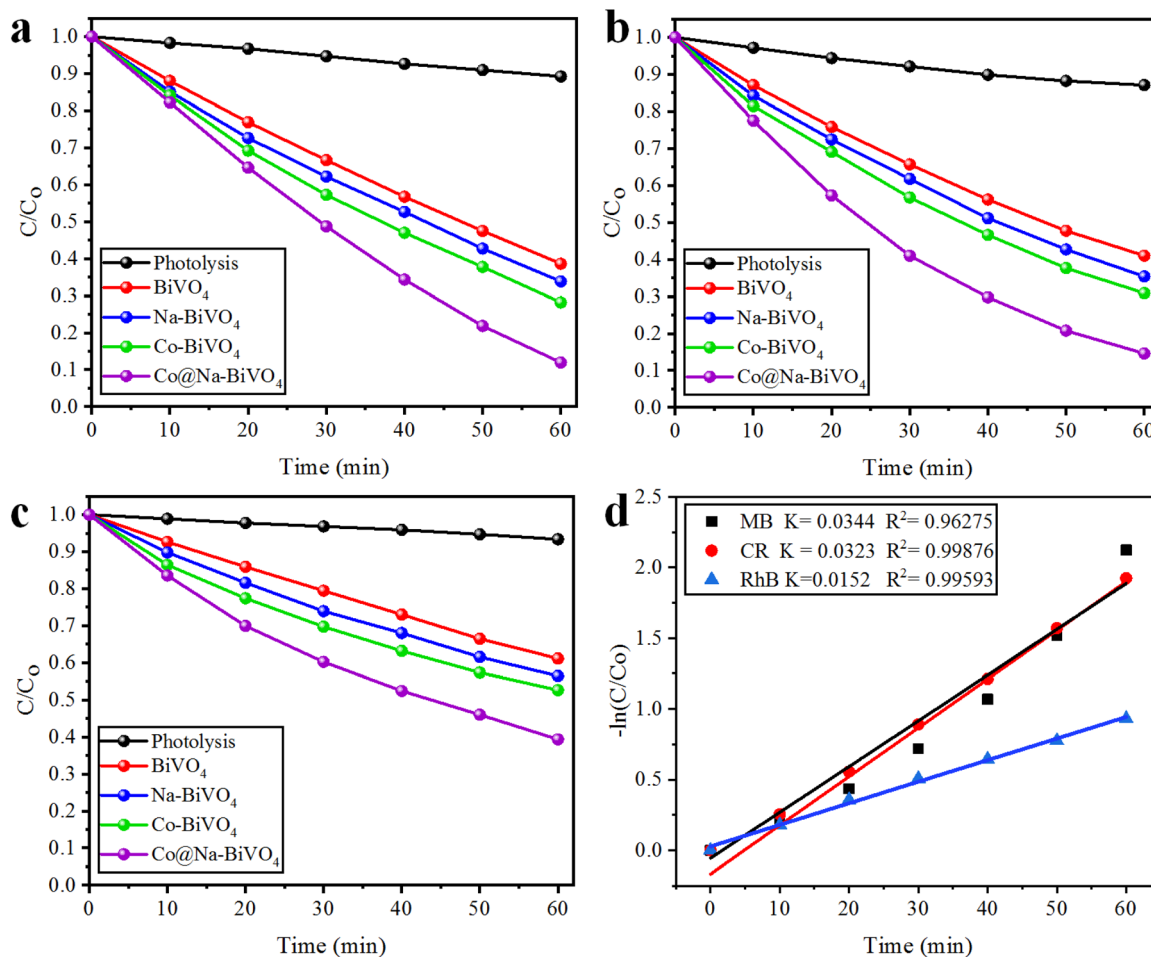 a
1.0
0.9
0.8
0.7
0.6
0.5
0.4
0.3
0.2
0.1
0.0
C/C₀
Photolysis
BiVO₄
Na-BiVO₄
Co-BiVO₄
Co@Na-BiVO₄
0 10 20 30 40 50 60
Time (min)
b
1.0
0.9
0.8
0.7
0.6
0.5
0.4
0.3
0.2
0.1
0.0
C/C₀
Photolysis
BiVO₄
Na-BiVO₄
Co-BiVO₄
Co@Na-BiVO₄
0 10 20 30 40 50 60
Time (min)
c
1.0
0.9
0.8
0.7
0.6
0.5
0.4
0.3
0.2
0.1
0.0
C/C₀
Photolysis
BiVO₄
Na-BiVO₄
Co-BiVO₄
Co@Na-BiVO₄
0 10 20 30 40 50 60
Time (min)
d
2.5
2.0
1.5
1.0
0.5
0.0
-ln(C/Co)
MB K= 0.0344 R²= 0.96275
CR K= 0.0323 R²= 0.99876
RhB K=0.0152 R²= 0.99593
0 10 20 30 40 50 60
Time (min)